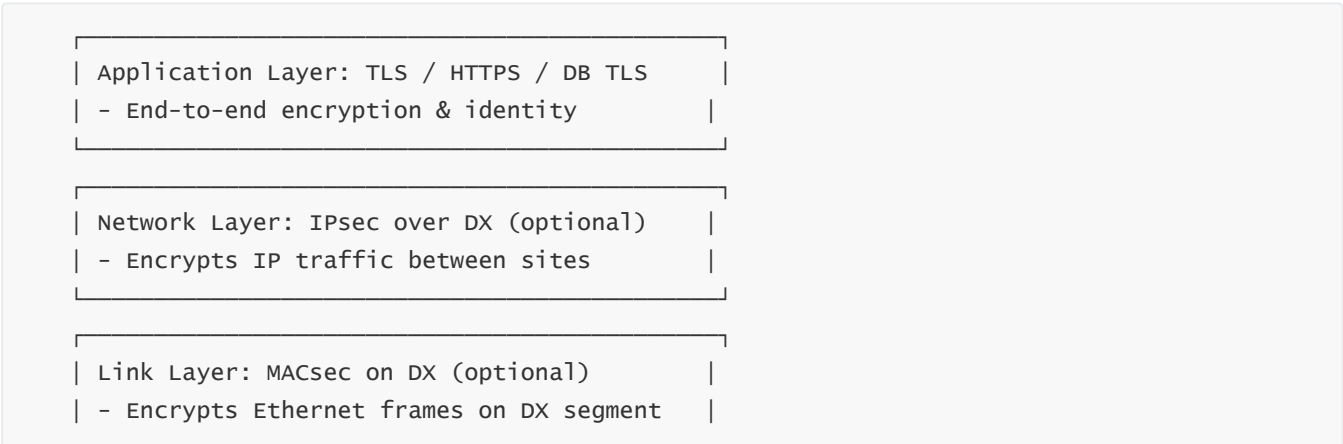 ┌──────────────────────────────────────────────┐
| Application Layer: TLS / HTTPS / DB TLS      |
| - End-to-end encryption & identity          |
└──────────────────────────────────────────────┘
┌──────────────────────────────────────────────┐
| Network Layer: IPsec over DX (optional)     |
| - Encrypts IP traffic between sites         |
└──────────────────────────────────────────────┘
┌──────────────────────────────────────────────┐
| Link Layer: MACsec on DX (optional)         |
| - Encrypts Ethernet frames on DX segment    |